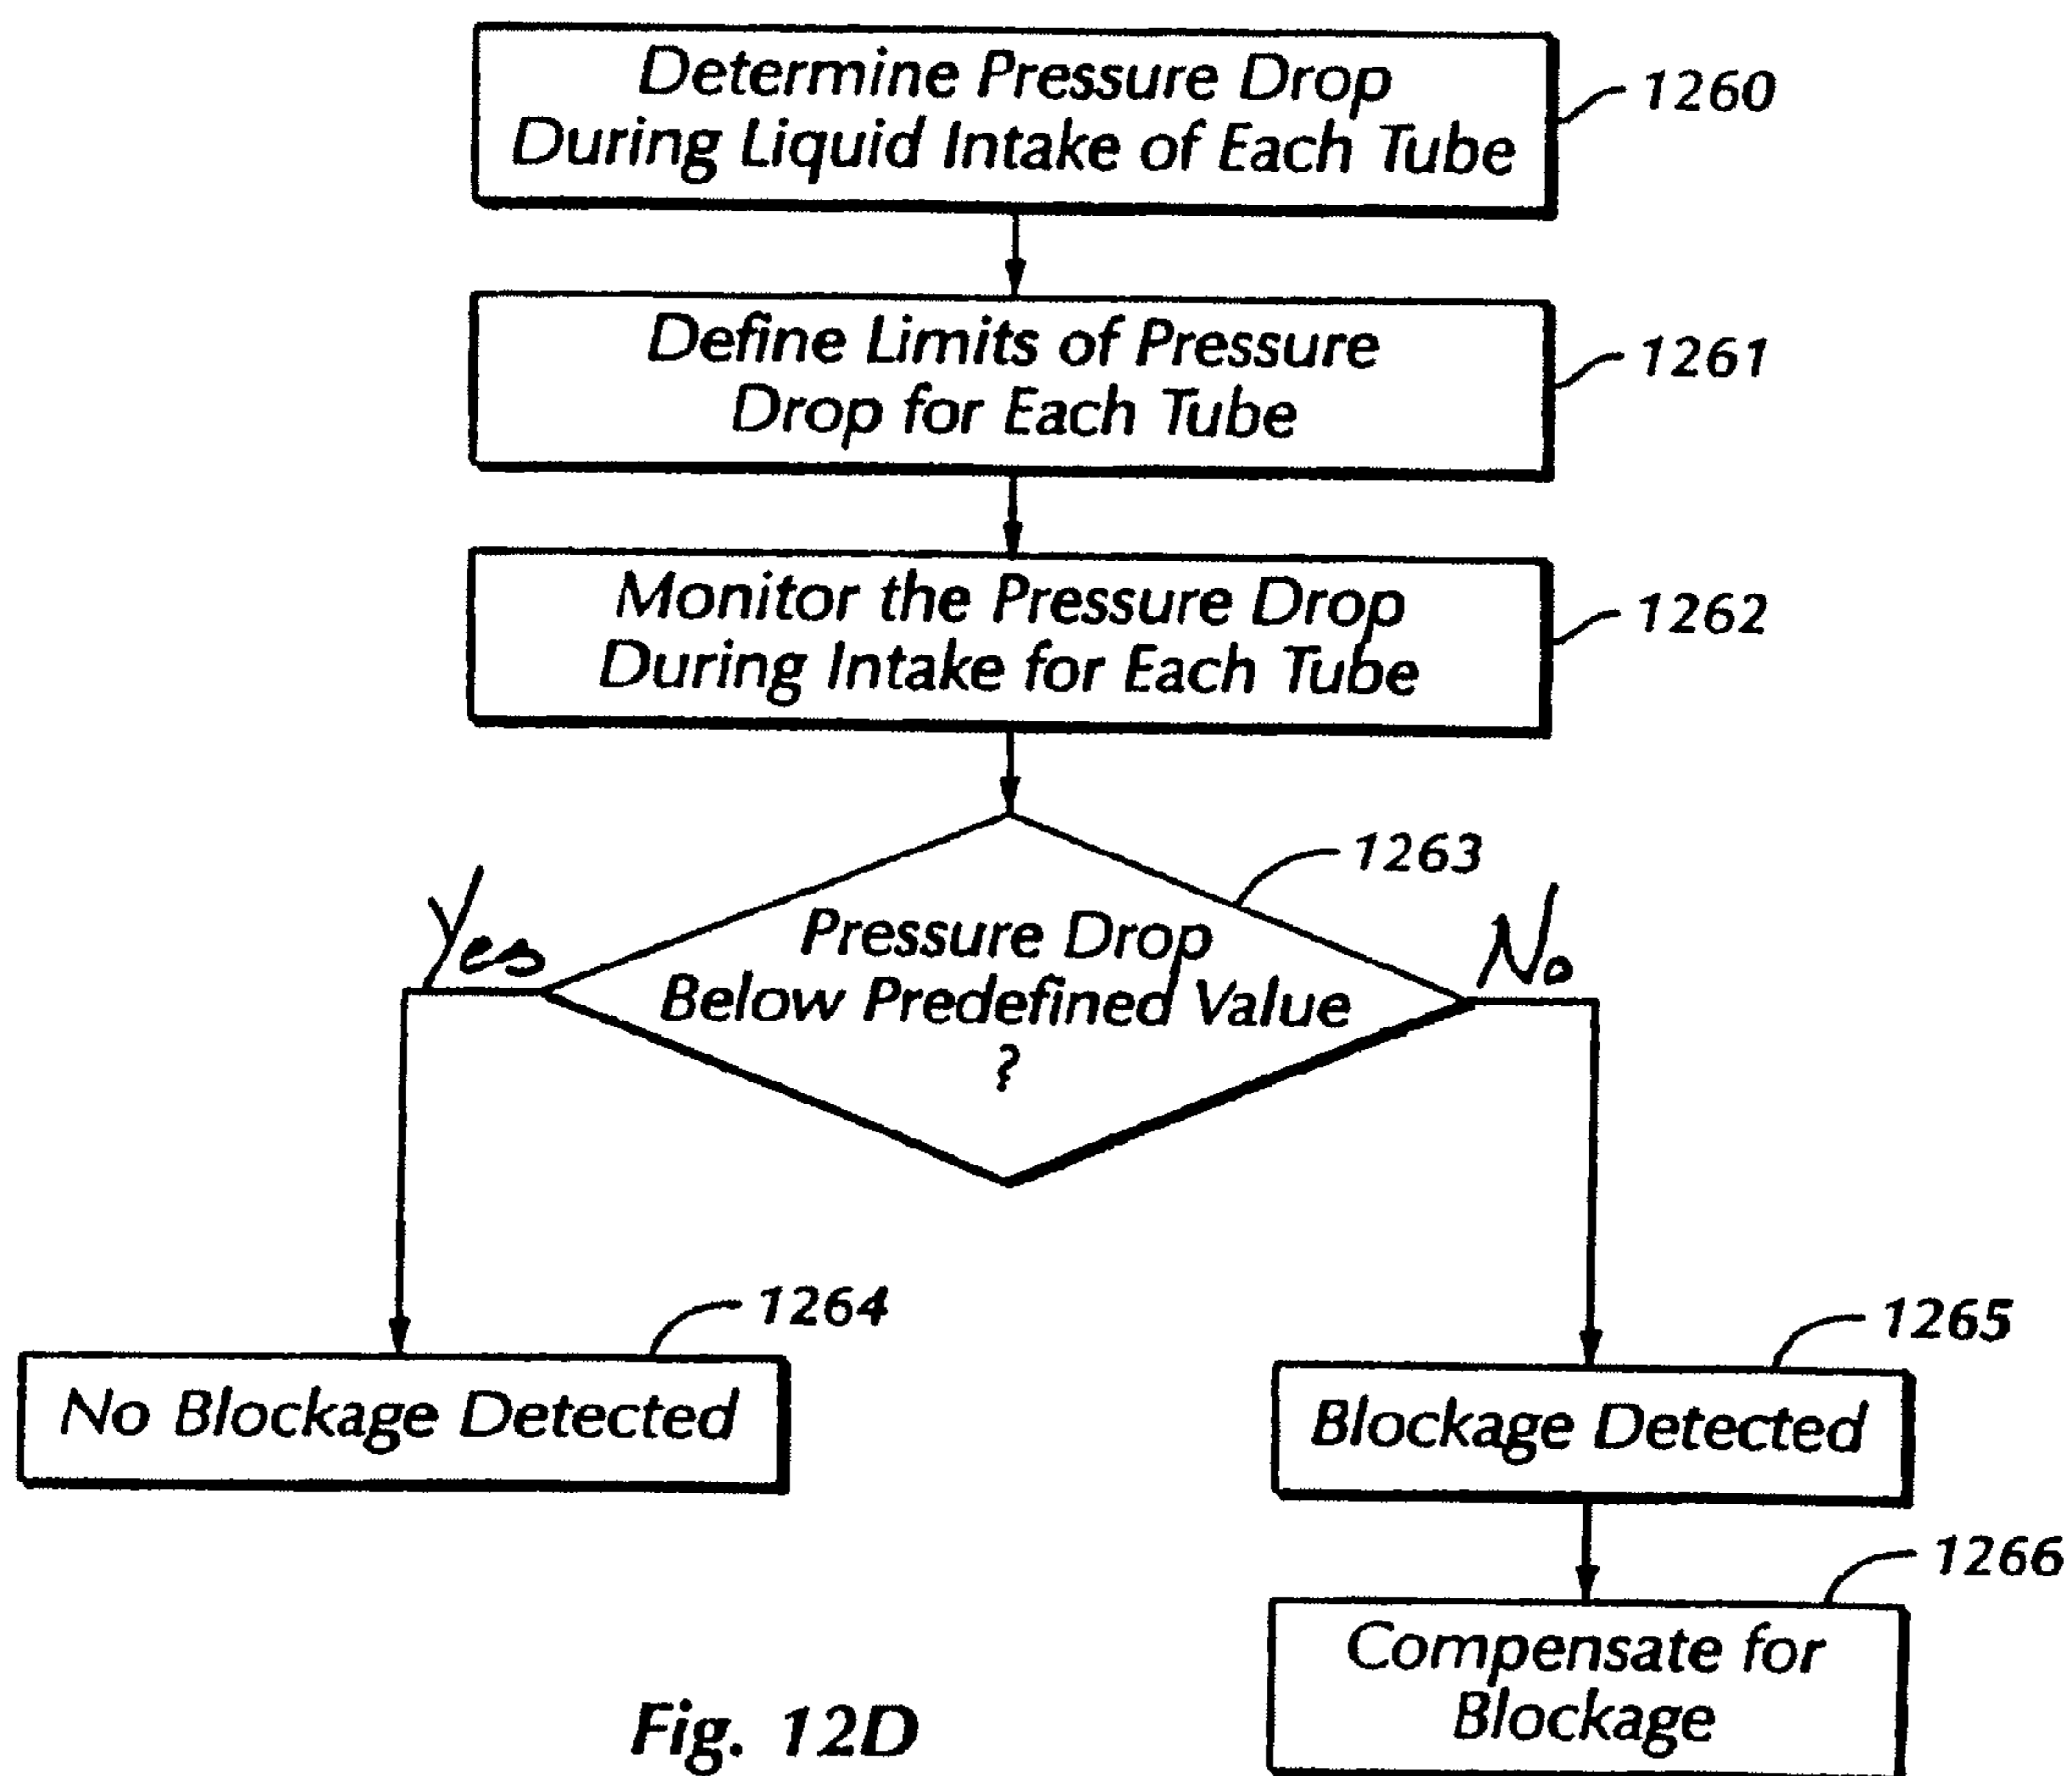 Determine Pressure Drop
During Liquid Intake of Each Tube
1260
Define Limits of Pressure
Drop for Each Tube
1261
Monitor the Pressure Drop
During Intake for Each Tube
1262
1263
Yes
Pressure Drop
Below Predefined Value
?
No
1264
No Blockage Detected
1265
Blockage Detected
1266
Compensate for
Blockage
Fig. 12D